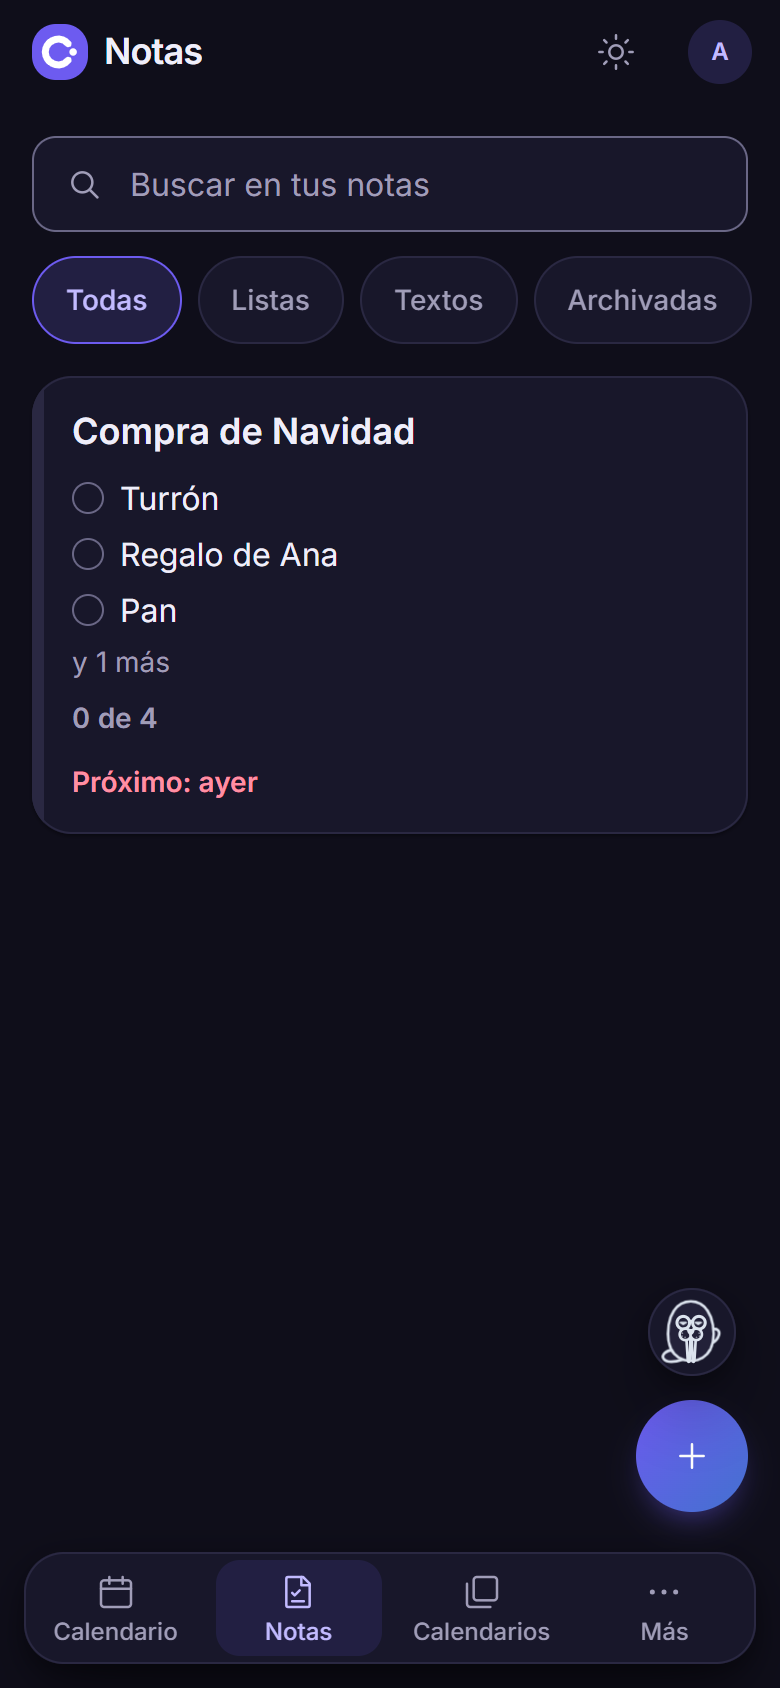 Notas
A
Buscar en tus notas
Todas
Listas
Textos
Archivadas
Compra de Navidad
Turrón
Regalo de Ana
Pan
y 1 más
0 de 4
Próximo: ayer
Calendario
Notas
Calendarios
Más